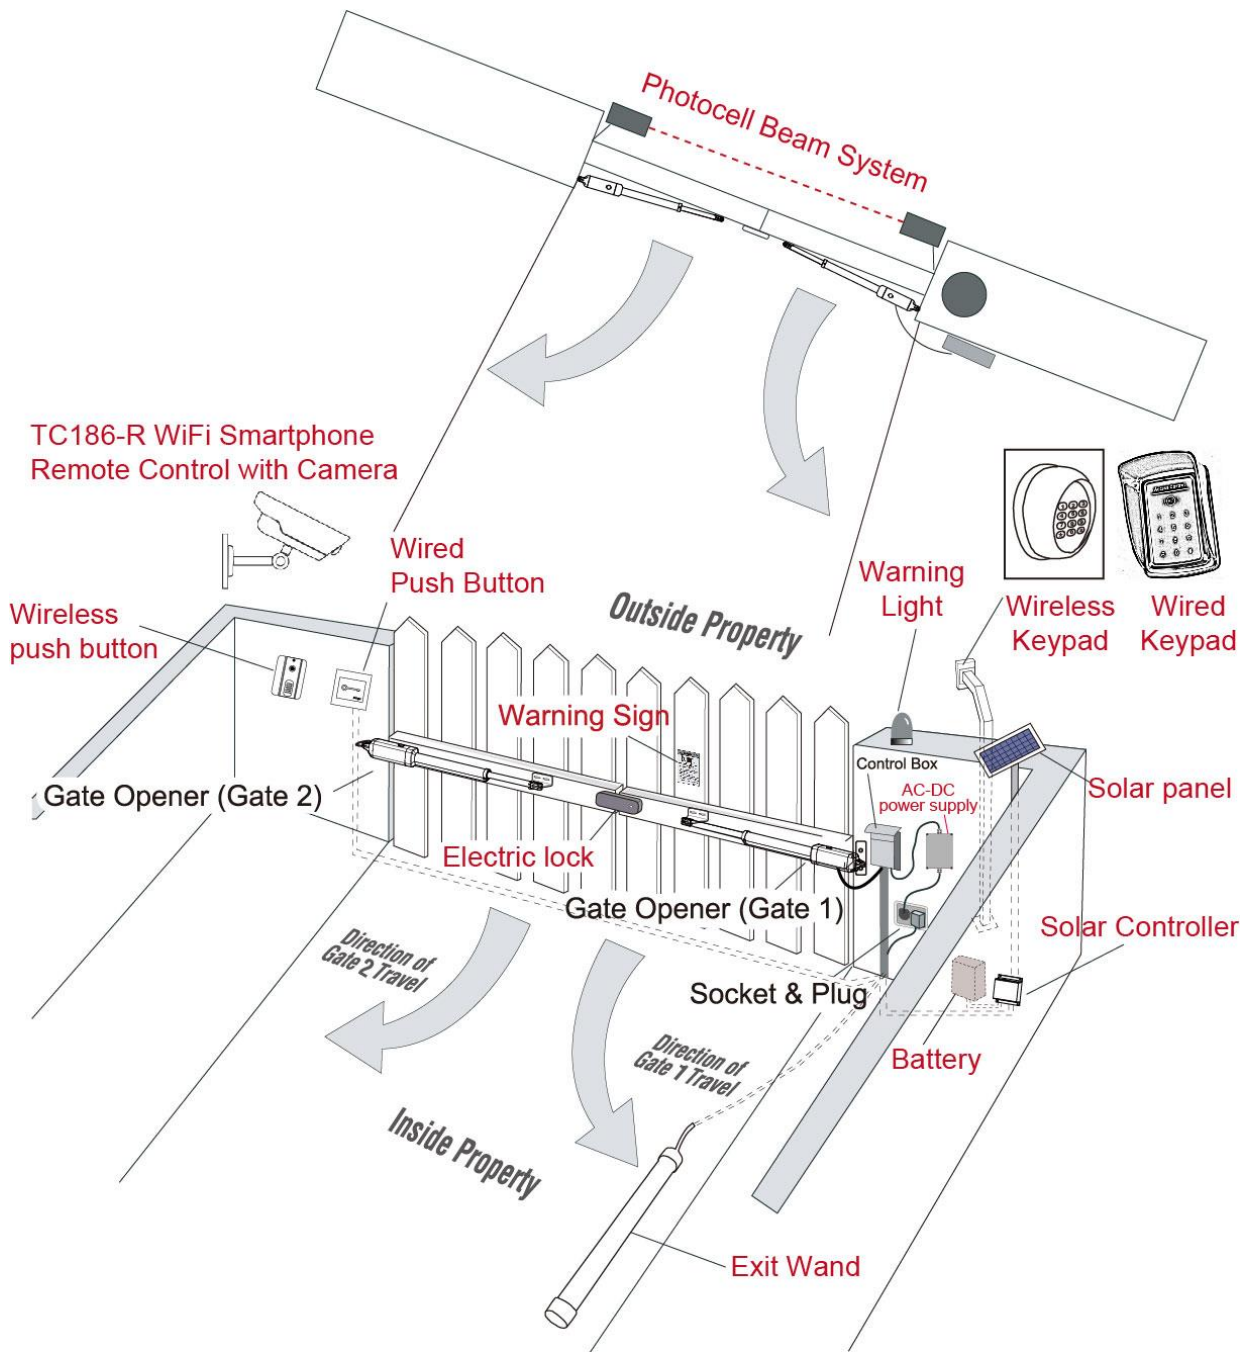 Photocell Beam System
TC186-R WiFi Smartphone
Remote Control with Camera
Wired
Push Button
Wireless
push button
Outside Property
Warning
Light
Wireless
Keypad
Wired
Keypad
Warning Sign
Control Box
AC-DC
power supply
Solar panel
Gate Opener (Gate 2)
Electric lock
Gate Opener (Gate 1)
Solar Controller
Direction of
Gate 2 Travel
Socket & Plug
Direction of
Gate 1 Travel
Battery
Inside Property
Exit Wand